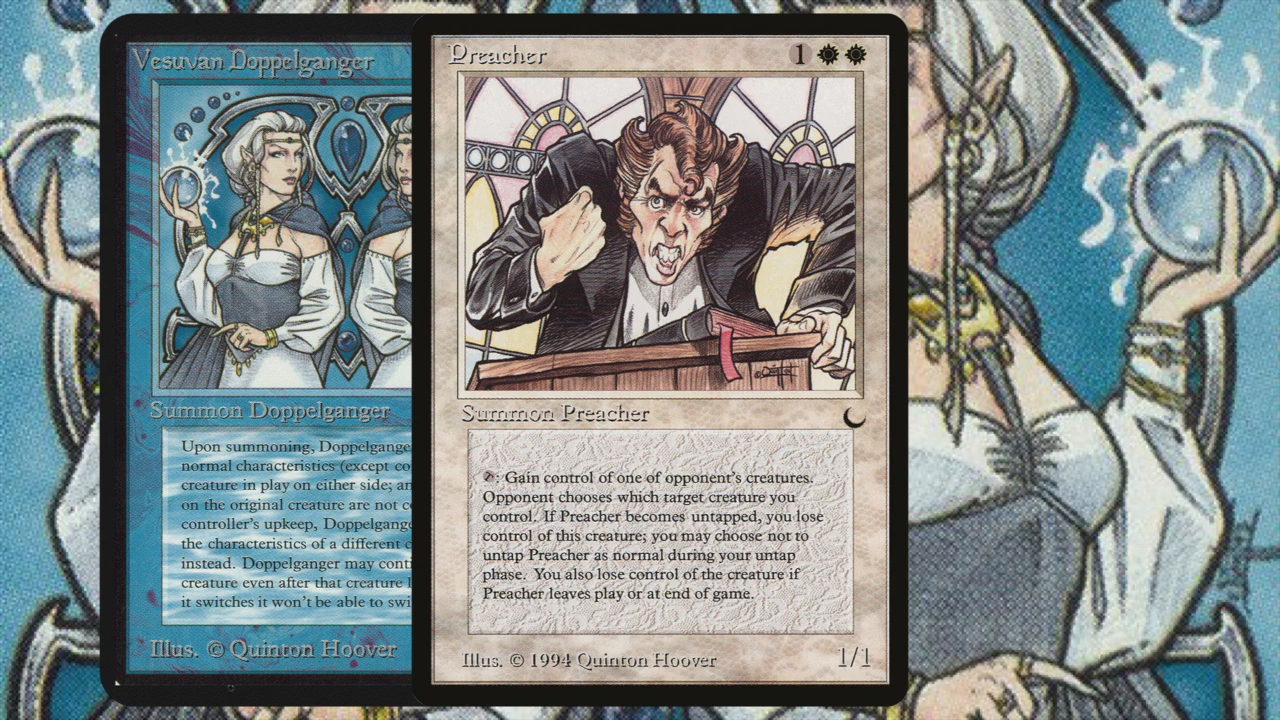 Vesuvan Doppelganger
Summon Doppelganger
Upon summoning, Doppelgange
normal characteristics (except co
creature in play on either side; an
on the original creature are not c
controller's upkeep, Doppelgange
the characteristics of a different c
instead. Doppelganger may conti
creature even after that creature l
it switches it won't be able to swi
Illus. © Quinton Hoover
Preacher 1
Summon Preacher
: Gain control of one of opponent's creatures.
Opponent chooses which target creature you
control. If Preacher becomes untapped, you lose
control of this creature; you may choose not to
untap Preacher as normal during your untap
phase. You also lose control of the creature if
Preacher leaves play or at end of game.
Illus. © 1994 Quinton Hoover 1/1